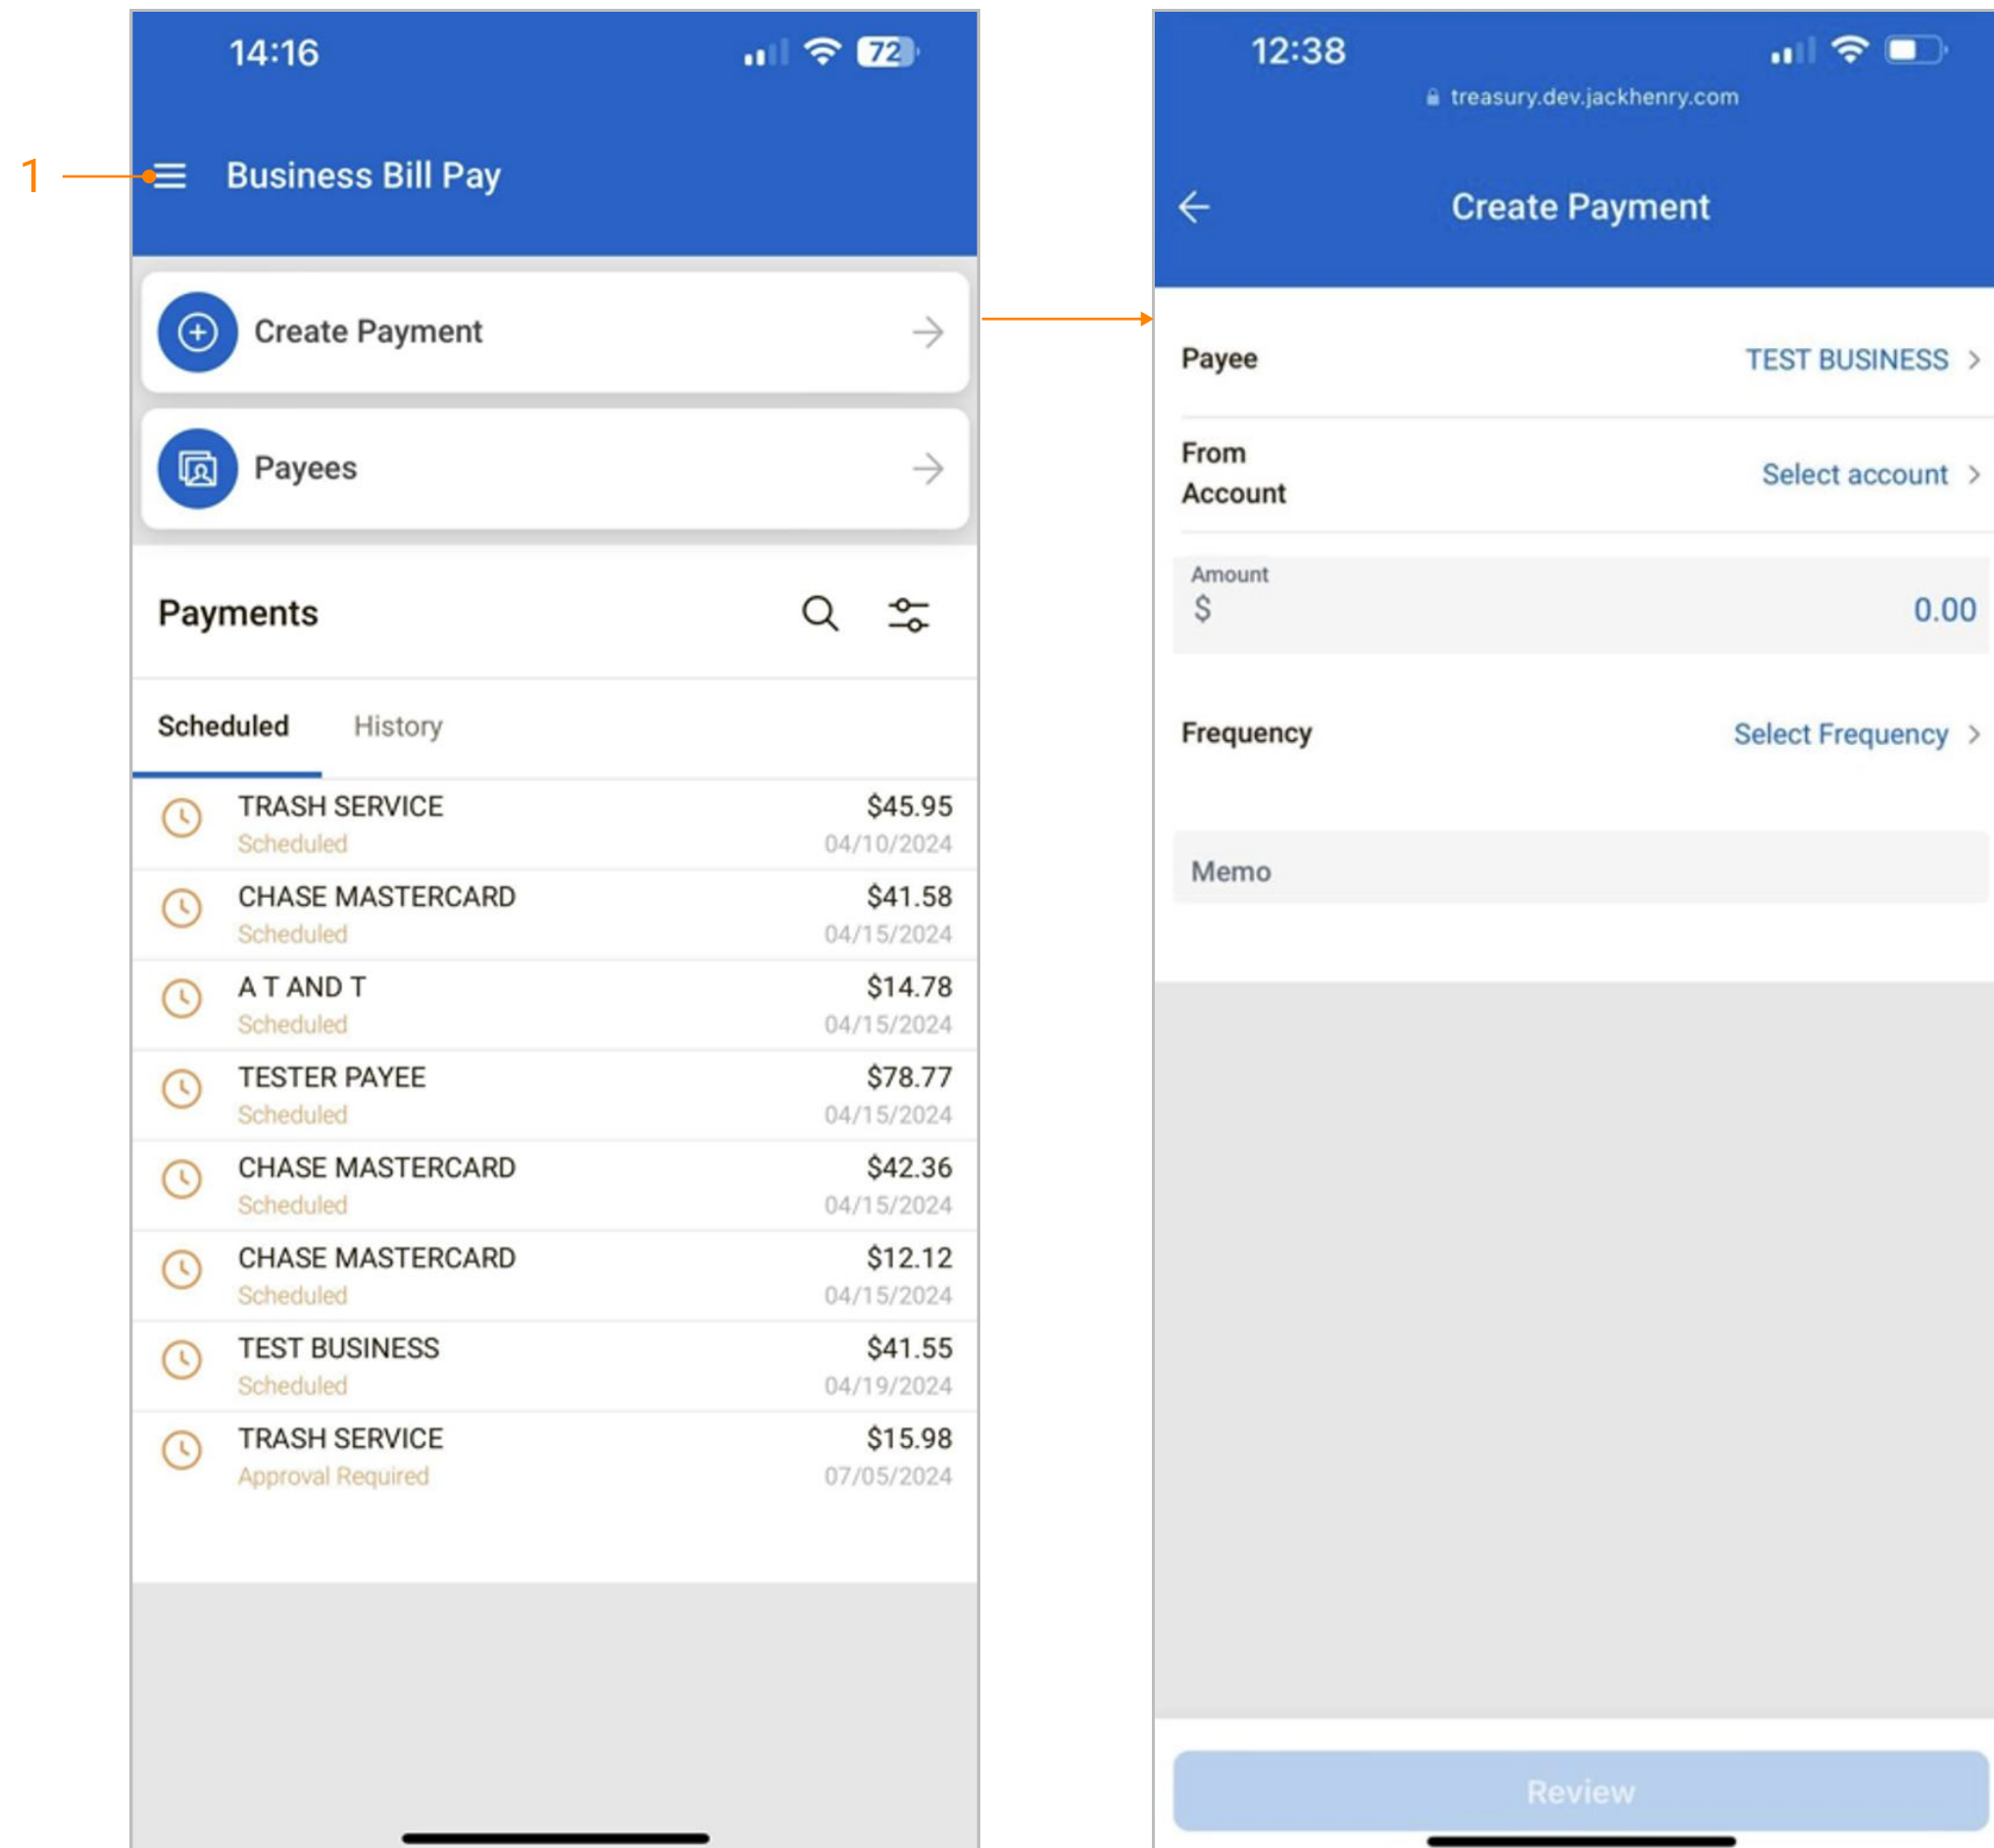 1
14:16
72
Business Bill Pay
Create Payment
Payees
Payments
Scheduled History
TRASH SERVICE $45.95
Scheduled 04/10/2024
CHASE MASTERCARD $41.58
Scheduled 04/15/2024
A T AND T $14.78
Scheduled 04/15/2024
TESTER PAYEE $78.77
Scheduled 04/15/2024
CHASE MASTERCARD $42.36
Scheduled 04/15/2024
CHASE MASTERCARD $12.12
Scheduled 04/15/2024
TEST BUSINESS $41.55
Scheduled 04/19/2024
TRASH SERVICE $15.98
Approval Required 07/05/2024
12:38
treasury.dev.jackhenry.com
Create Payment
Payee TEST BUSINESS
From
Account
Select account
Amount
$ 0.00
Frequency Select Frequency
Memo
Review